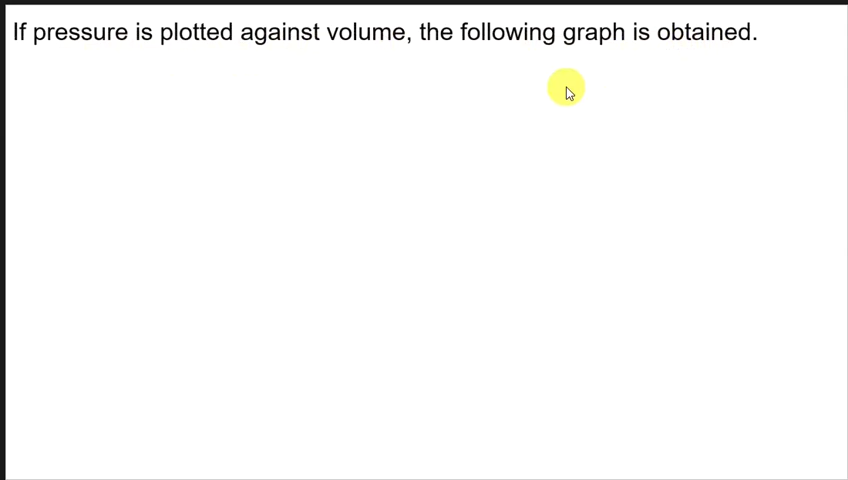 If pressure is plotted against volume, the following graph is obtained.